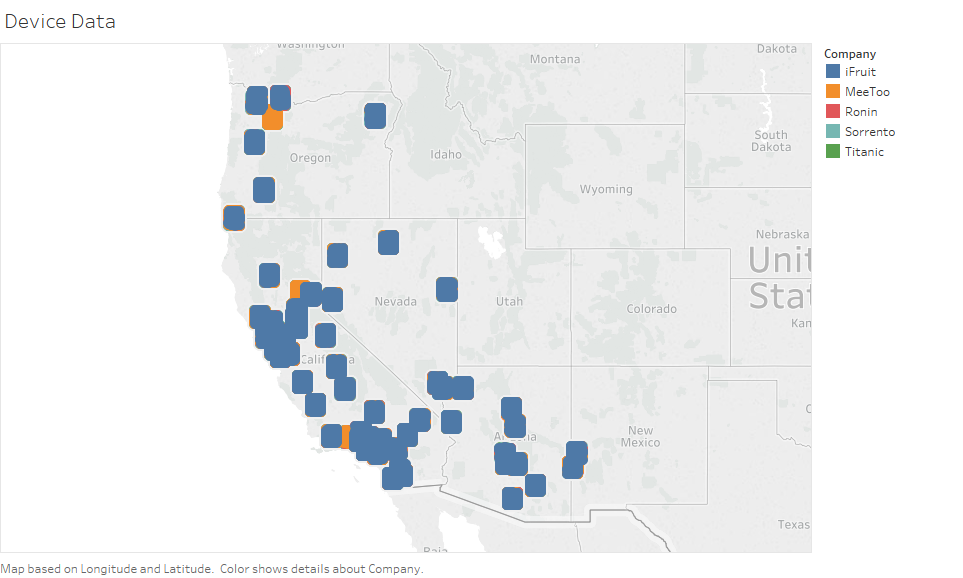 Device Data
Washington
Montana
Dakota
Company
iFruit
MeeToo
Ronin
Sorrento
Titanic
South
Dakota
Oregon
Idaho
Wyoming
Nebraska
Unit
Stat
Nevada
Utah
Colorado
Kan
California
Arizona
New
Mexico
C
Texas
Baja
Map based on Longitude and Latitude. Color shows details about Company.